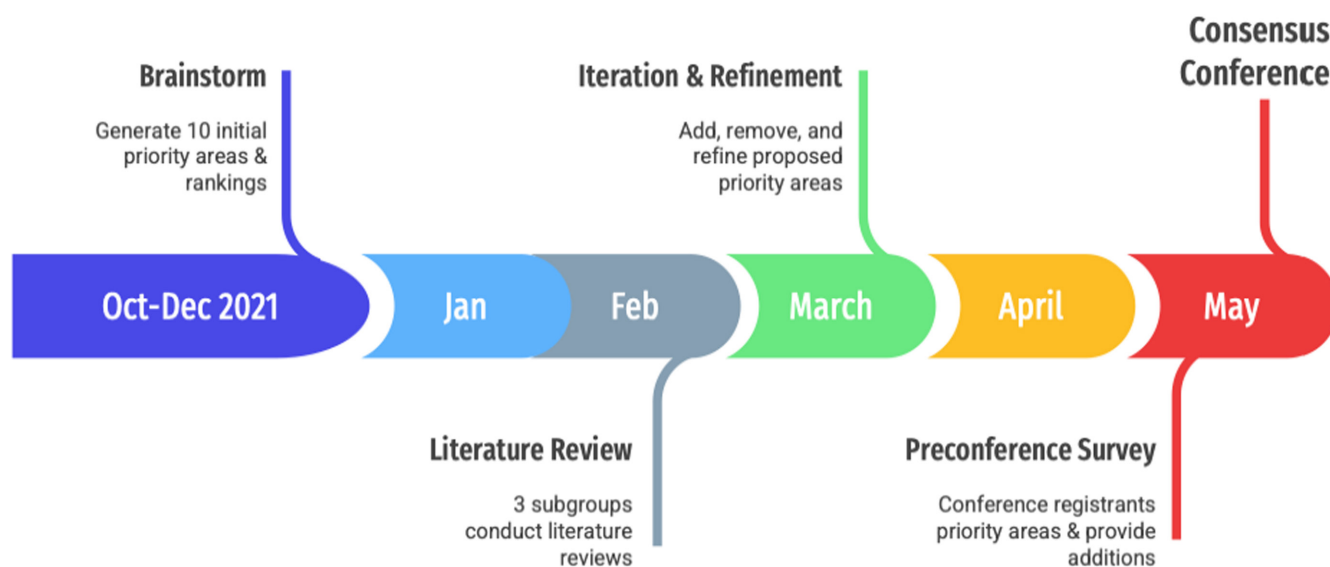 Brainstorm
Generate 10 initial
priority areas &
rankings
Iteration & Refinement
Add, remove, and
refine proposed
priority areas
Consensus
Conference
Oct-Dec 2021
Jan
Feb
March
April
May
Literature Review
3 subgroups
conduct literature
reviews
Preconference Survey
Conference registrants
priority areas & provide
additions